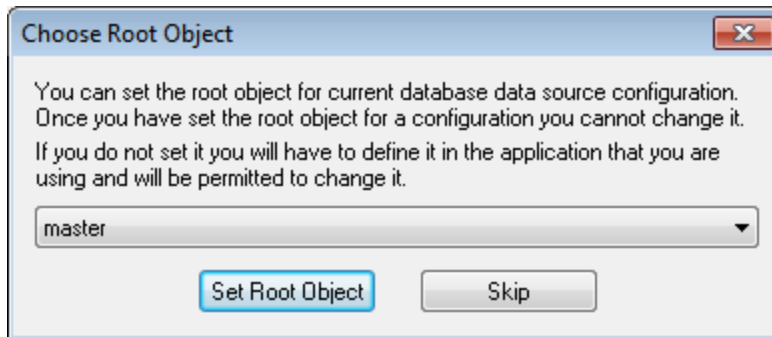 Choose Root Object
You can set the root object for current database data source configuration.
Once you have set the root object for a configuration you cannot change it.
If you do not set it you will have to define it in the application that you are
using and will be permitted to change it.
master
Set Root Object
Skip